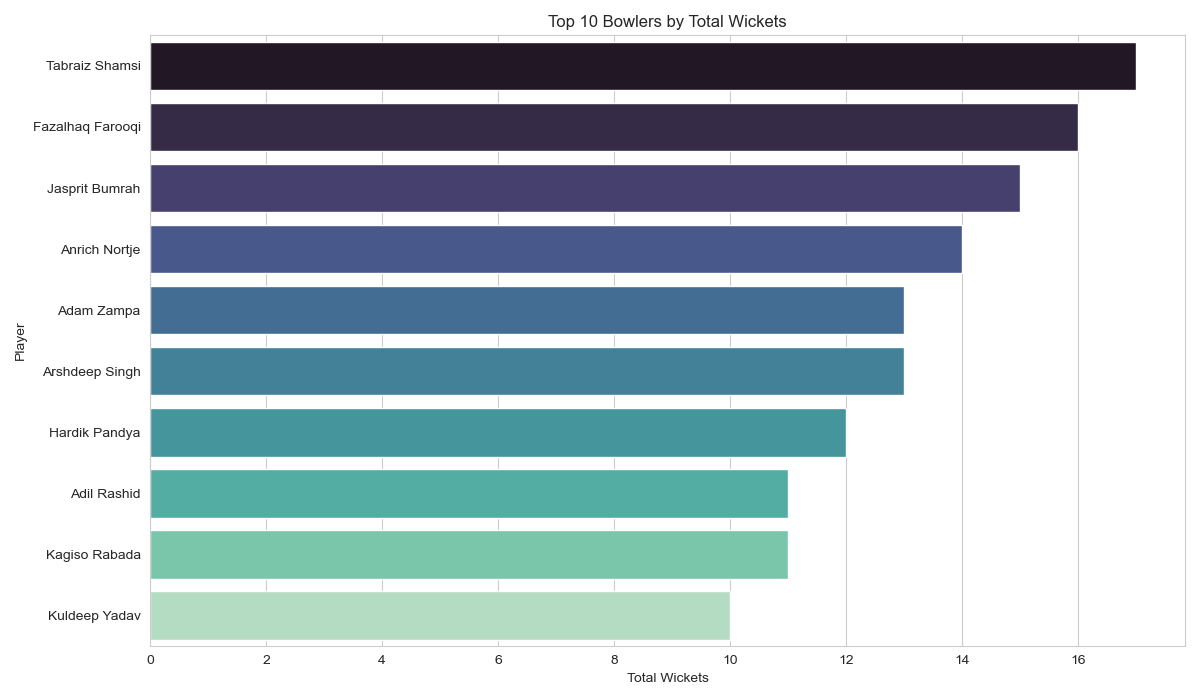 Top 10 Bowlers by Total Wickets
Tabraiz Shamsi
Fazalhaq Farooqi
Jasprit Bumrah
Anrich Nortje
Adam Zampa
Arshdeep Singh
Hardik Pandya
Adil Rashid
Kagiso Rabada
Kuldeep Yadav
Player
0 2 4 6 8 10 12 14 16
Total Wickets